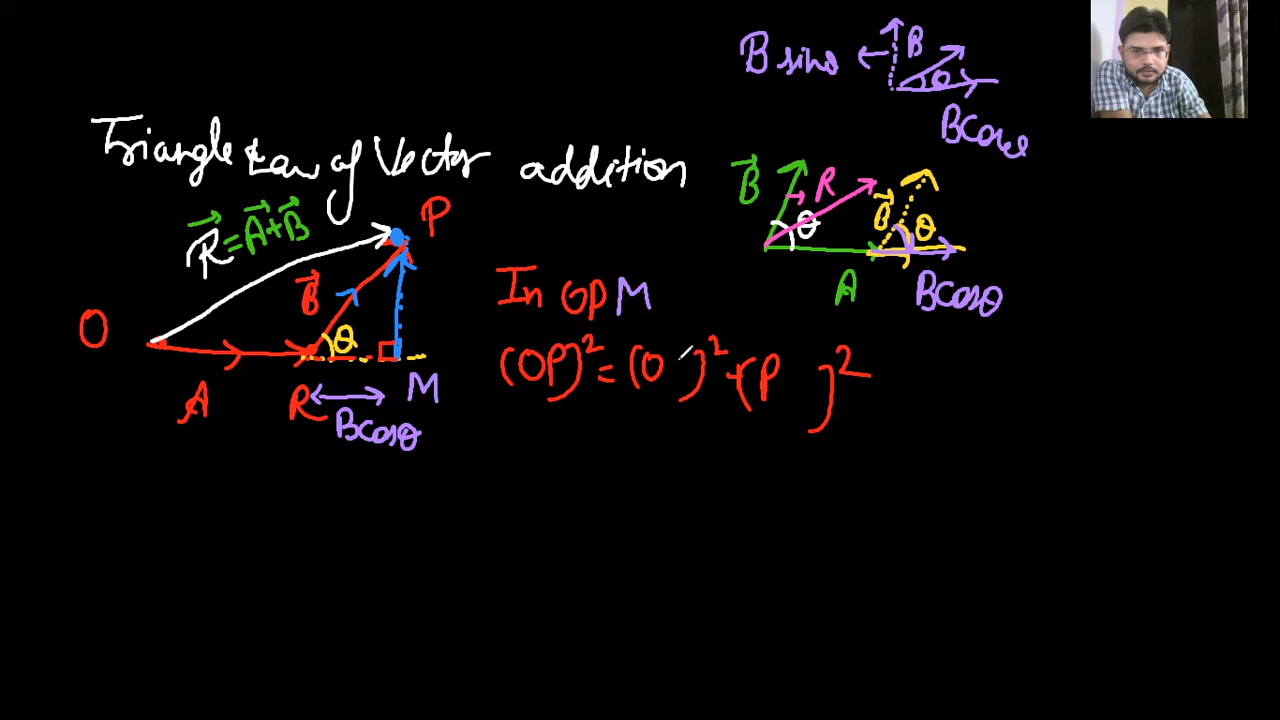 B sinθ
B
θ
Bcosθ
Triangle Law of Vector addition
B
R
θ
B
θ
A
Bcosθ
R = A + B
P
B
O
θ
A
R
M
Bcosθ
In OPM
(OP)² = (O )² + (P )²